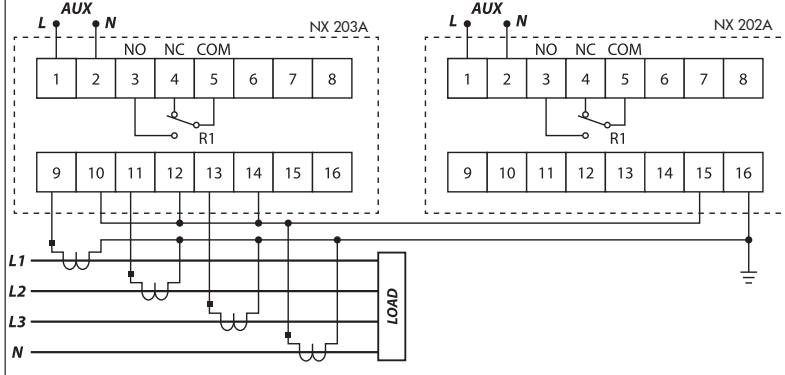 AUX AUX
L N L N
NX 203A NX 202A
NO NC COM NO NC COM
1 2 3 4 5 6 7 8 1 2 3 4 5 6 7 8
R1 R1
9 10 11 12 13 14 15 16 9 10 11 12 13 14 15 16
L1
L2
L3
N
LOAD